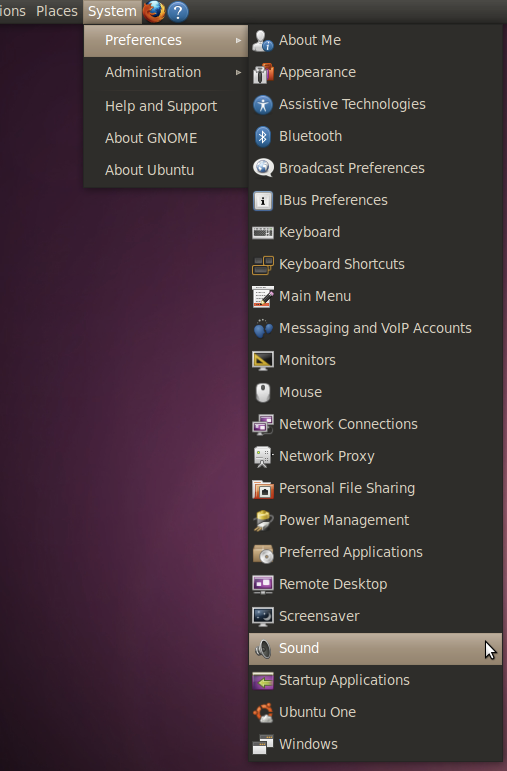 ions Places System
Preferences
Administration
Help and Support
About GNOME
About Ubuntu
About Me
Appearance
Assistive Technologies
Bluetooth
Broadcast Preferences
IBus Preferences
Keyboard
Keyboard Shortcuts
Main Menu
Messaging and VoIP Accounts
Monitors
Mouse
Network Connections
Network Proxy
Personal File Sharing
Power Management
Preferred Applications
Remote Desktop
Screensaver
Sound
Startup Applications
Ubuntu One
Windows